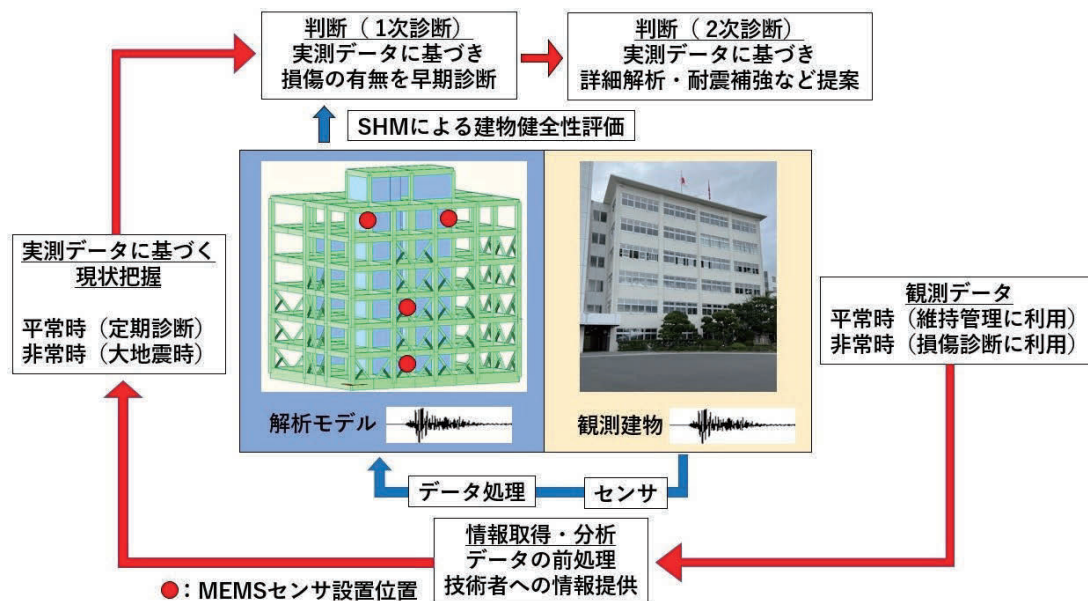 判断（1次診断）
実測データに基づき
損傷の有無を早期診断
判断（2次診断）
実測データに基づき
詳細解析・耐震補強など提案
SHMによる建物健全性評価
実測データに基づく
現状把握
平常時（定期診断）
非常時（大地震時）
観測データ
平常時（維持管理に利用）
非常時（損傷診断に利用）
解析モデル
観測建物
データ処理
センサ
情報取得・分析
データの前処理
技術者への情報提供
：MEMSセンサ設置位置